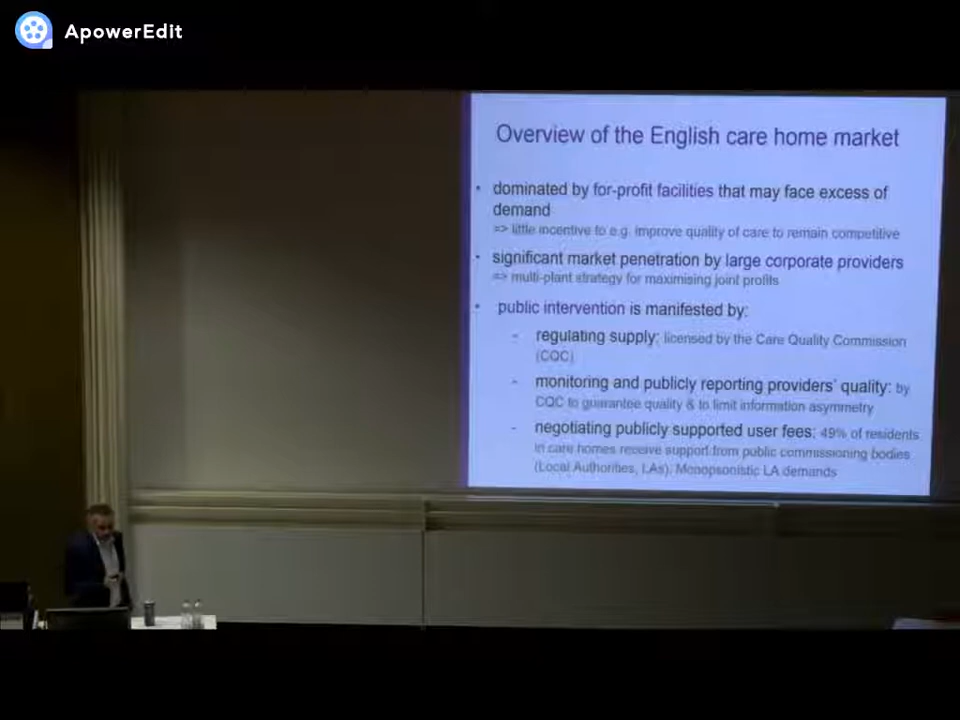 ApowerEdit
Overview of the English care home market
• dominated by for-profit facilities that may face excess of
demand
=> little incentive to e.g. improve quality of care to remain competitive
• significant market penetration by large corporate providers
=> multi-plant strategy for maximising joint profits
• public intervention is manifested by:
- regulating supply: licensed by the Care Quality Commission
(CQC)
- monitoring and publicly reporting providers' quality: by
CQC to guarantee quality & to limit information asymmetry
- negotiating publicly supported user fees: 49% of residents
in care homes receive support from public commissioning bodies
(Local Authorities, LAs). Monopsonistic LA demands